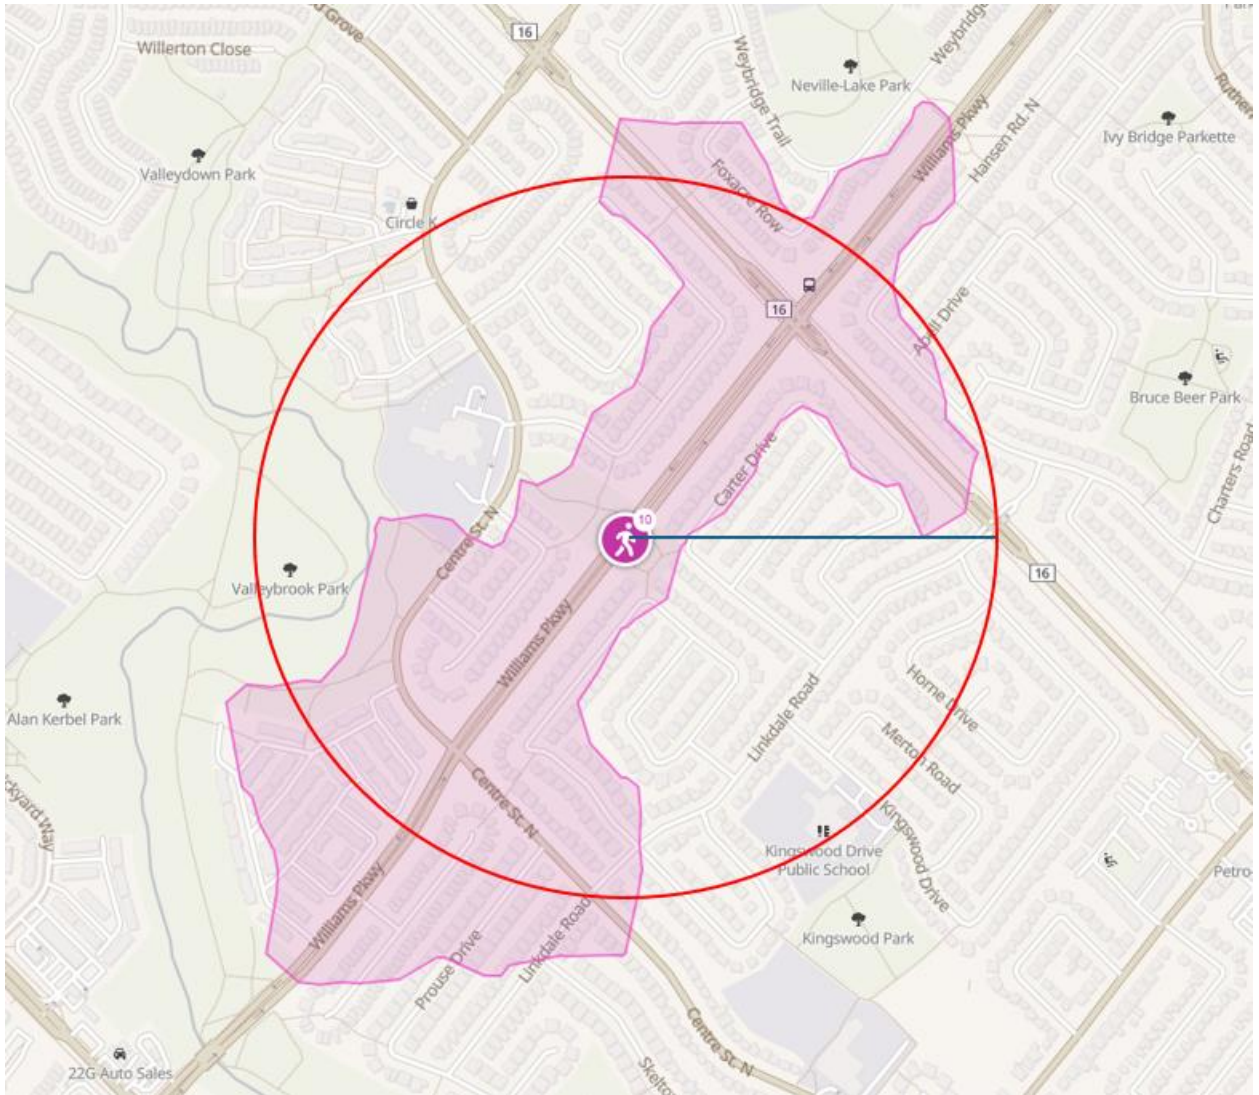 16
Grove
Willerton Close
Weybridge
Weybridge Trail
Neville-Lake Park
Williams Pkwy
Hansen Rd. N
Ivy Bridge Parkette
Valleydown Park
Circle K
Foxacre Row
16
Abell Drive
Bruce Beer Park
Charters Road
Carter Drive
10
Centre St. N
Valleybrook Park
16
Williams Pkwy
Linkdale Road
Horne Drive
Merton Road
Alan Kerbel Park
Centre St. N
Kingswood Drive
Public School
Kingswood Drive
Williams Pkwy
Prouse Drive
Linkdale Road
Kingswood Park
Petro-
Centre St. N
22G Auto Sales